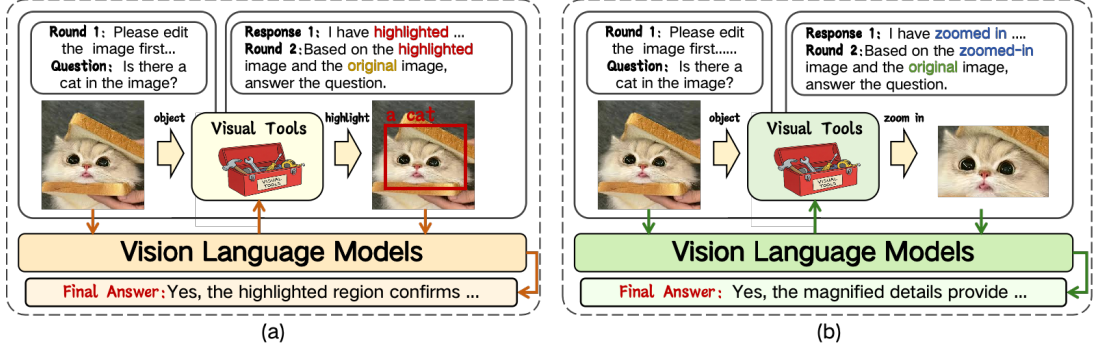 Round 1: Please edit
the image first...
Question: Is there a
cat in the image?
Response 1: I have highlighted ...
Round 2:Based on the highlighted
image and the original image,
answer the question.
object
Visual Tools
VISUAL
TOOLS
highlight
a cat
Vision Language Models
Final Answer:Yes, the highlighted region confirms ...
(a)
Round 1: Please edit
the image first......
Question: Is there a
cat in the image?
Response 1: I have zoomed in ....
Round 2:Based on the zoomed-in
image and the original image,
answer the question.
object
Visual Tools
VISUAL
TOOLS
zoom in
Vision Language Models
Final Answer: Yes, the magnified details provide ...
(b)